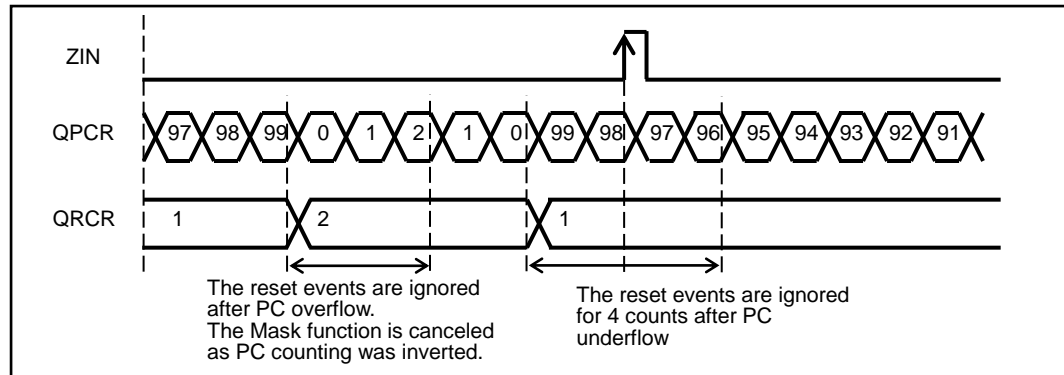 ZIN
QPCR 97 98 99 0 1 2 1 0 99 98 97 96 95 94 93 92 91
QRCR 1 2 1
The reset events are ignored
after PC overflow.
The Mask function is canceled
as PC counting was inverted.
The reset events are ignored
for 4 counts after PC
underflow